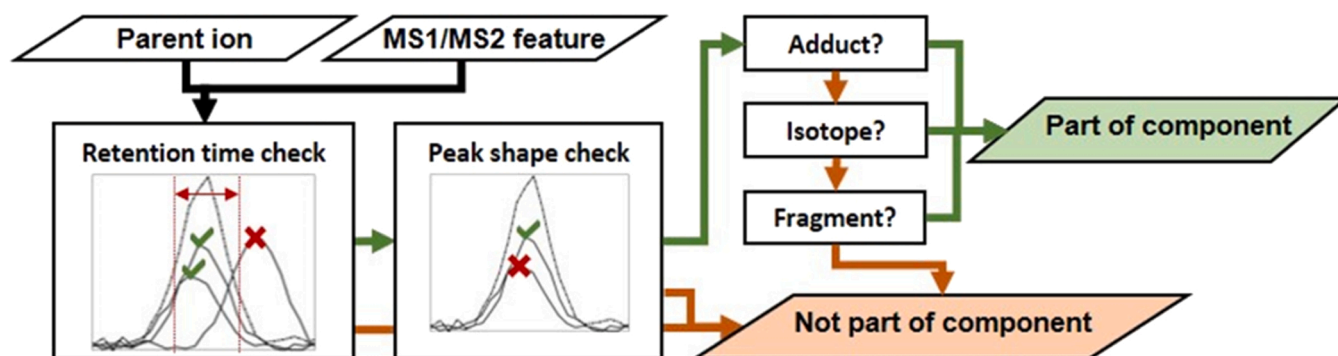 Parent ion
MS1/MS2 feature
Retention time check
Peak shape check
Adduct?
Isotope?
Fragment?
Part of component
Not part of component